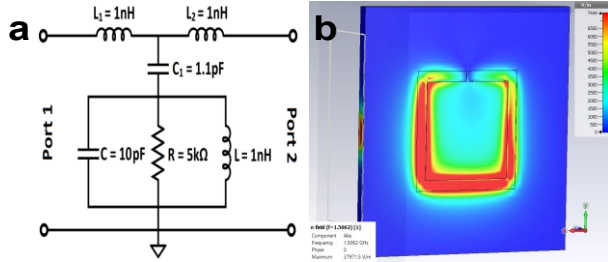 a
L₁ = 1nH
L₂ = 1nH
C₁ = 1.1pF
Port 1
C = 10pF
R = 5kΩ
L = 1nH
Port 2
b
V/m
e-field (f=1.5062) [1]
Component Abs
Frequency 1.5062 GHz
Phase 0
Maximum 37971.5 V/m